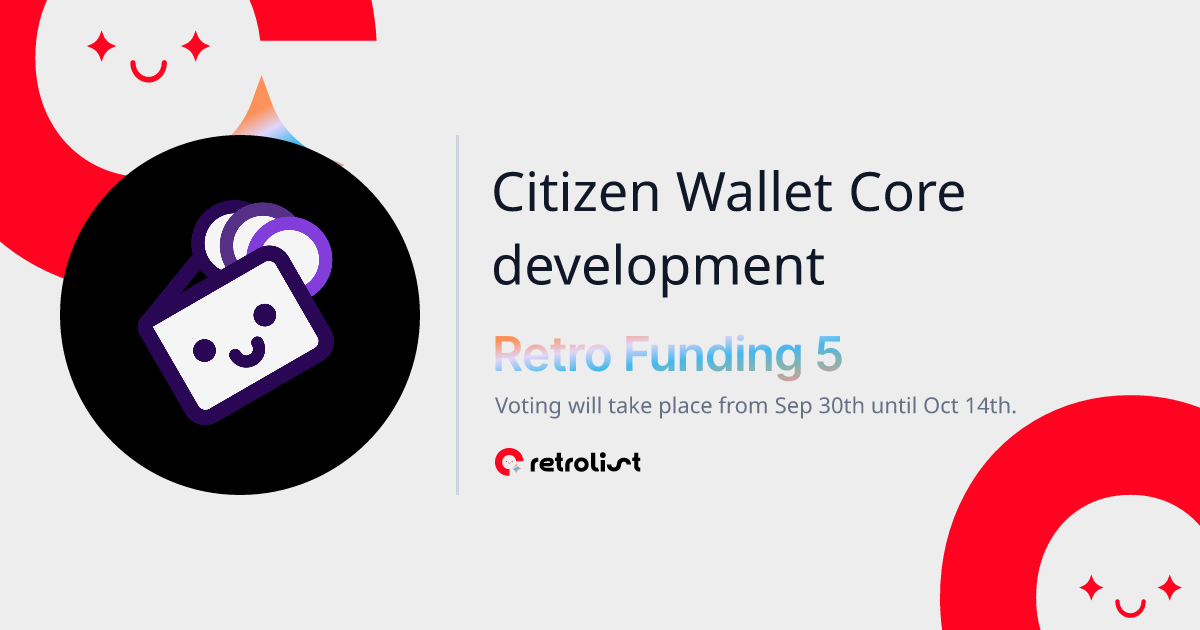 Citizen Wallet Core
development
Retro Funding 5
Voting will take place from Sep 30th until Oct 14th.
retrolist